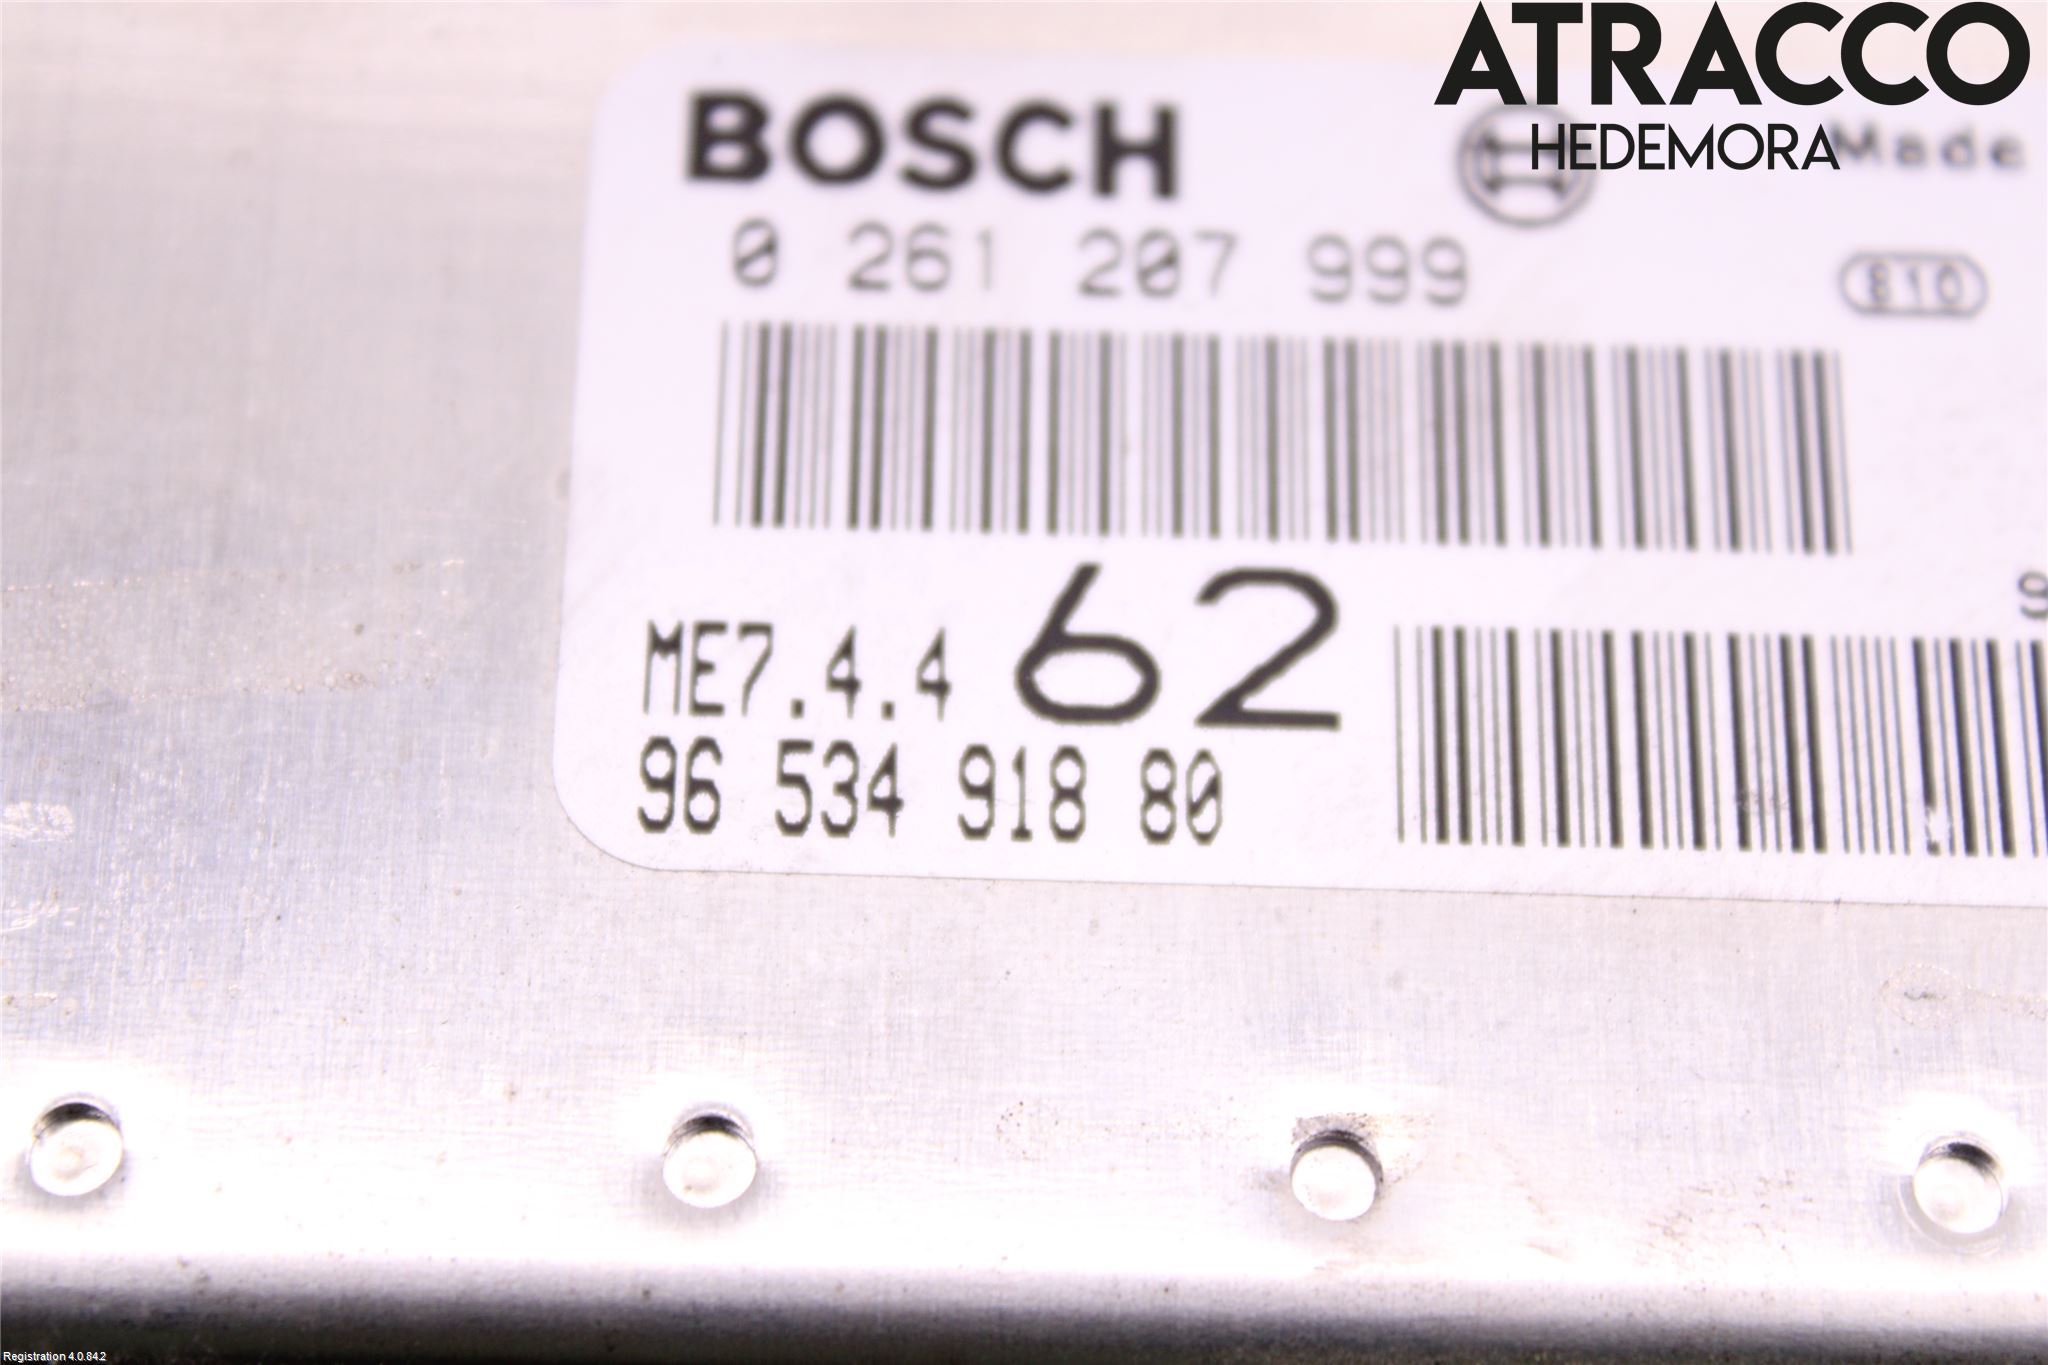 ATRACCO
HEDEMORA
BOSCH
Made
0 261 207 999
810
ME7.4.4 62
96 534 918 80
Registration 4.0.84.2